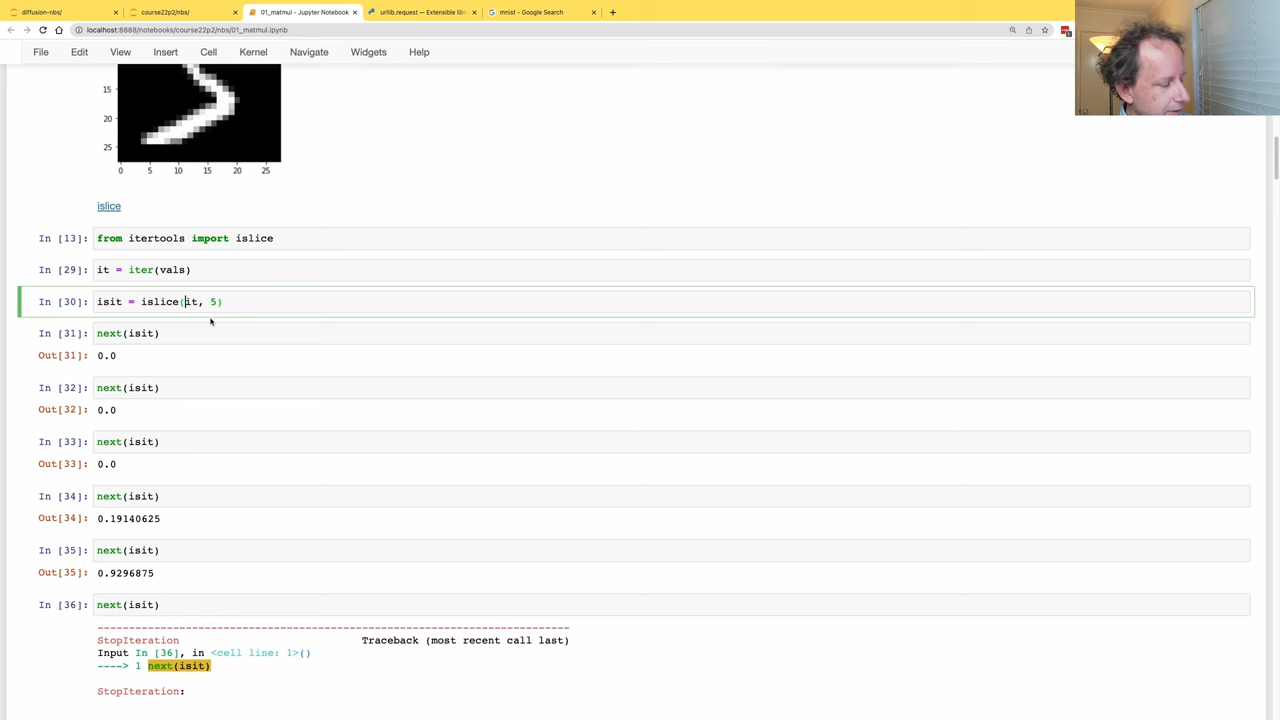 diffusion-nbs/
course22p2/nbs/
01_matmul - Jupyter Notebook
urllib.request — Extensible lib
mnist - Google Search
localhost:8888/notebooks/course22p2/nbs/01_matmul.ipynb
File Edit View Insert Cell Kernel Navigate Widgets Help
15
20
25
0 5 10 15 20 25
islice
In [13]: from itertools import islice
In [29]: it = iter(vals)
In [30]: isit = islice(it, 5)
In [31]: next(isit)
Out[31]: 0.0
In [32]: next(isit)
Out[32]: 0.0
In [33]: next(isit)
Out[33]: 0.0
In [34]: next(isit)
Out[34]: 0.19140625
In [35]: next(isit)
Out[35]: 0.9296875
In [36]: next(isit)
---------------------------------------------------------------------------
StopIteration Traceback (most recent call last)
Input In [36], in <cell line: 1>()
----> 1 next(isit)
StopIteration: